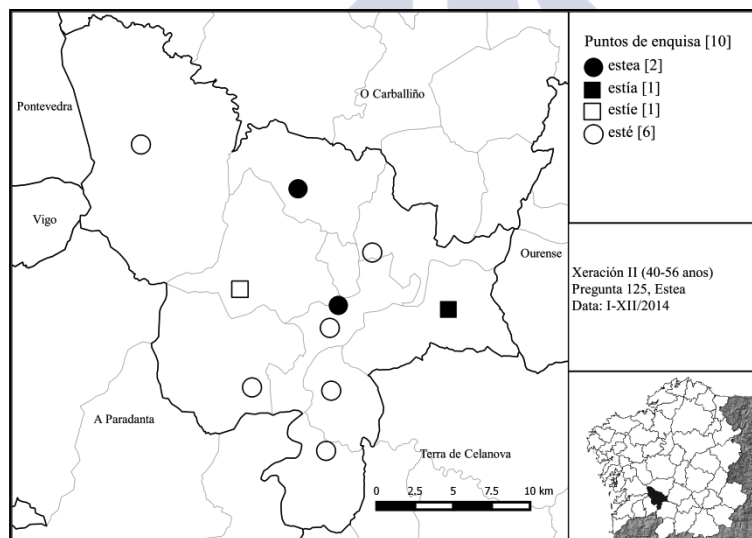 Pontevedra
O Carballiño
Vigo
Ourense
A Paradanta
Terra de Celanova
0 2,5 5 7,5 10 km
Puntos de enquisa [10]
estea [2]
estía [1]
estíe [1]
esté [6]
Xeración II (40-56 anos)
Pregunta 125, Estea
Data: I-XII/2014